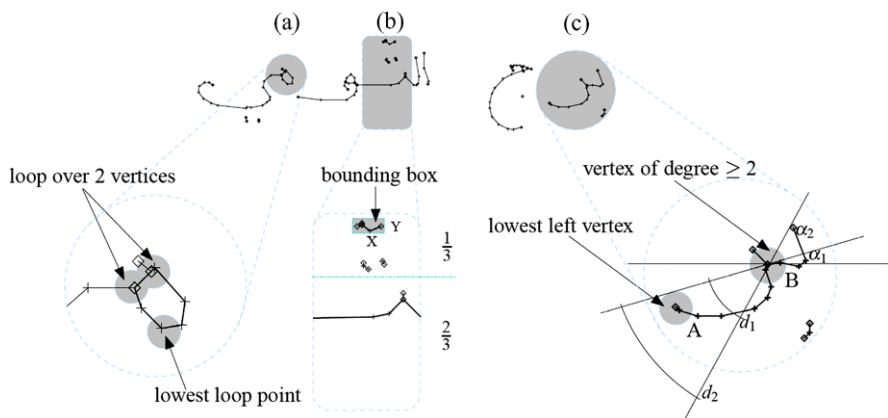 (a)
(b)
(c)
loop over 2 vertices
lowest loop point
bounding box
X
Y
1/3
2/3
vertex of degree ≥ 2
lowest left vertex
α₂
α₁
B
A
d₁
d₂